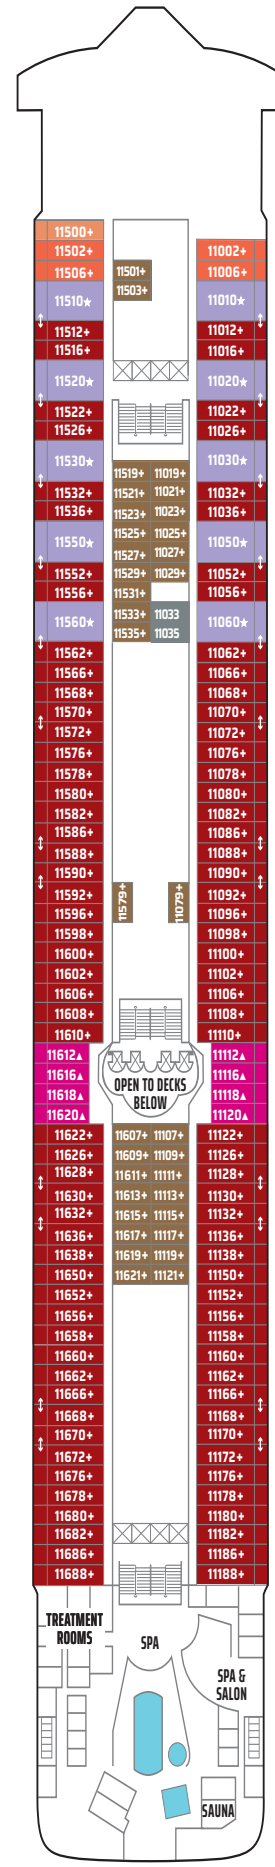 11500+
11502+ 11002+
11506+ 11501+ 11006+
11510★ 11503+ 11010★
11512+ 11012+
11516+ 11016+
11520★ 11020★
11522+ 11022+
11526+ 11026+
11530★ 11519+ 11019+ 11030★
11532+ 11521+ 11021+ 11032+
11536+ 11523+ 11023+ 11036+
11550★ 11525+ 11025+ 11050★
11527+ 11027+
11552+ 11529+ 11029+ 11052+
11556+ 11531+ 11056+
11560★ 11533+ 11033 11060★
11535+ 11035
11562+ 11062+
11566+ 11066+
11568+ 11068+
11570+ 11070+
11572+ 11072+
11576+ 11076+
11578+ 11078+
11580+ 11080+
11582+ 11082+
11586+ 11086+
11588+ 11088+
11590+ 11090+
11592+ 11579+ 11079+ 11092+
11596+ 11096+
11598+ 11098+
11600+ 11100+
11602+ 11102+
11606+ 11106+
11608+ 11108+
11610+ 11110+
11612▲ 11112▲
11616▲ 11116▲
11618▲ 11118▲
11620▲ 11120▲
OPEN TO DECKS
BELOW
11622+ 11607+ 11107+ 11122+
11626+ 11609+ 11109+ 11126+
11628+ 11611+ 11111+ 11128+
11630+ 11613+ 11113+ 11130+
11632+ 11615+ 11115+ 11132+
11636+ 11617+ 11117+ 11136+
11638+ 11619+ 11119+ 11138+
11650+ 11621+ 11121+ 11150+
11652+ 11152+
11656+ 11156+
11658+ 11158+
11660+ 11160+
11662+ 11162+
11666+ 11166+
11668+ 11168+
11670+ 11170+
11672+ 11172+
11676+ 11176+
11678+ 11178+
11680+ 11180+
11682+ 11182+
11686+ 11186+
11688+ 11188+
TREATMENT
ROOMS
SPA
SPA &
SALON
SAUNA